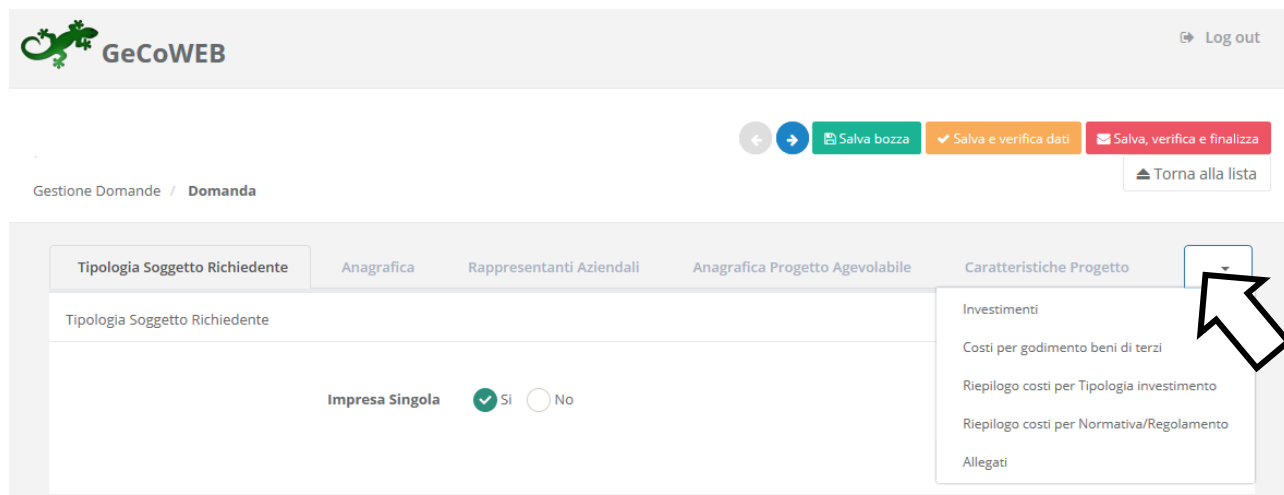 GeCoWEB
Log out
Salva bozza
Salva e verifica dati
Salva, verifica e finalizza
Torna alla lista
Gestione Domande / Domanda
Tipologia Soggetto Richiedente
Anagrafica
Rappresentanti Aziendali
Anagrafica Progetto Agevolabile
Caratteristiche Progetto
Tipologia Soggetto Richiedente
Impresa Singola
Si
No
Investimenti
Costi per godimento beni di terzi
Riepilogo costi per Tipologia investimento
Riepilogo costi per Normativa/Regolamento
Allegati